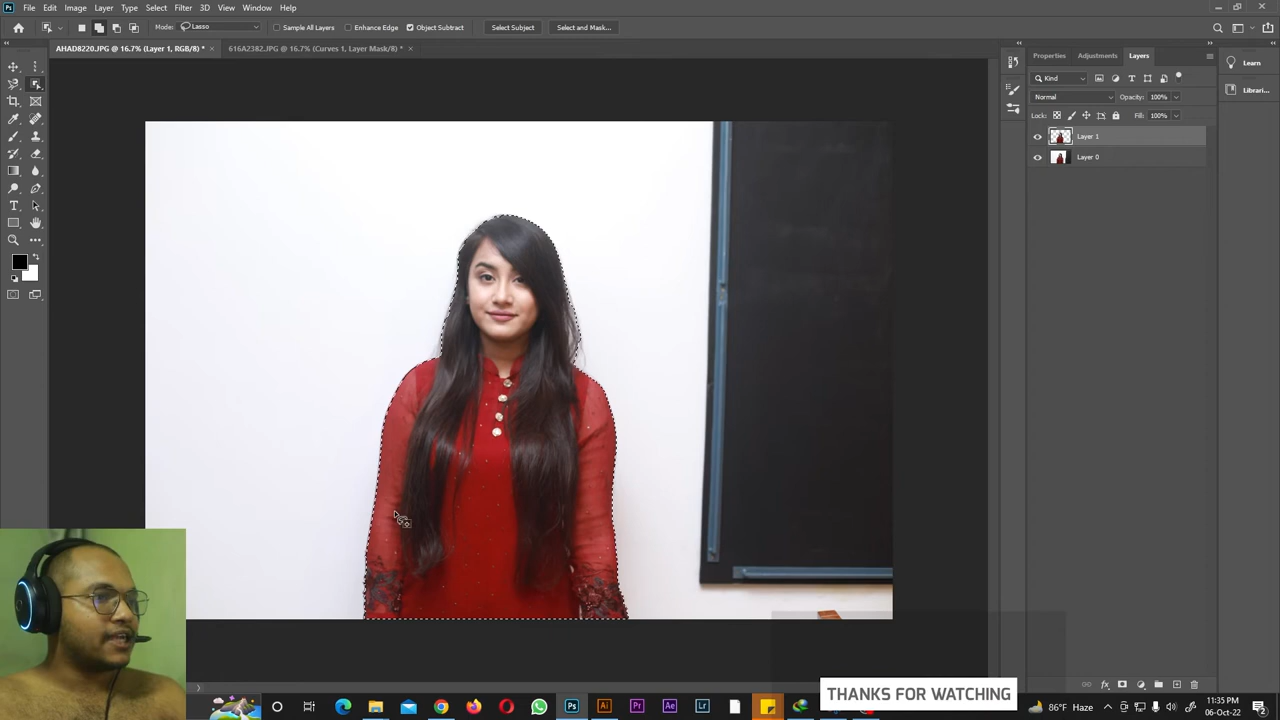 File Edit Image Layer Type Select Filter 3D View Plugins Window Help
Mode: Lasso Sample All Layers Enhance Edge Object Subtract Select Subject Select and Mask...
AHAD8220.JPG @ 16.7% (Layer 1, RGB/8) * × 616A2382.JPG @ 16.7% (Curves 1, Layer Mask/8) * ×
Properties Adjustments Layers
Learn
Kind
Librari...
Normal Opacity: 100%
Lock: Fill: 100%
Layer 1
Layer 0
THANKS FOR WATCHING
86°F Haze
11:35 PM
06-Oct-22